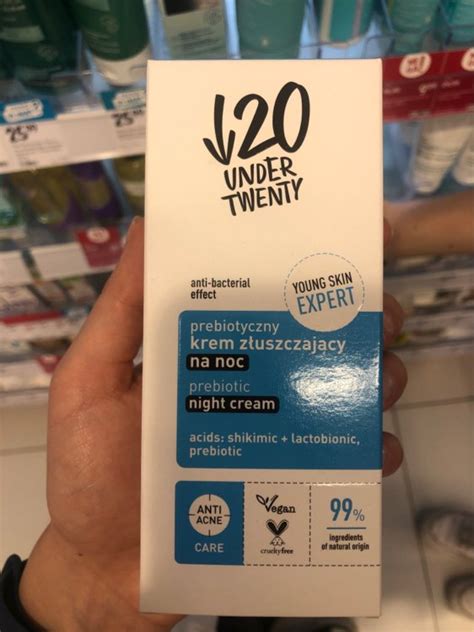 ↓20
UNDER
TWENTY
anti-bacterial
effect
YOUNG SKIN
EXPERT
prebiotyczny
krem złuszczający
na noc
prebiotic
night cream
acids: shikimic + lactobionic,
prebiotic
ANTI
ACNE
CARE
Vegan
crueltyfree
99%
ingredients
of natural origin